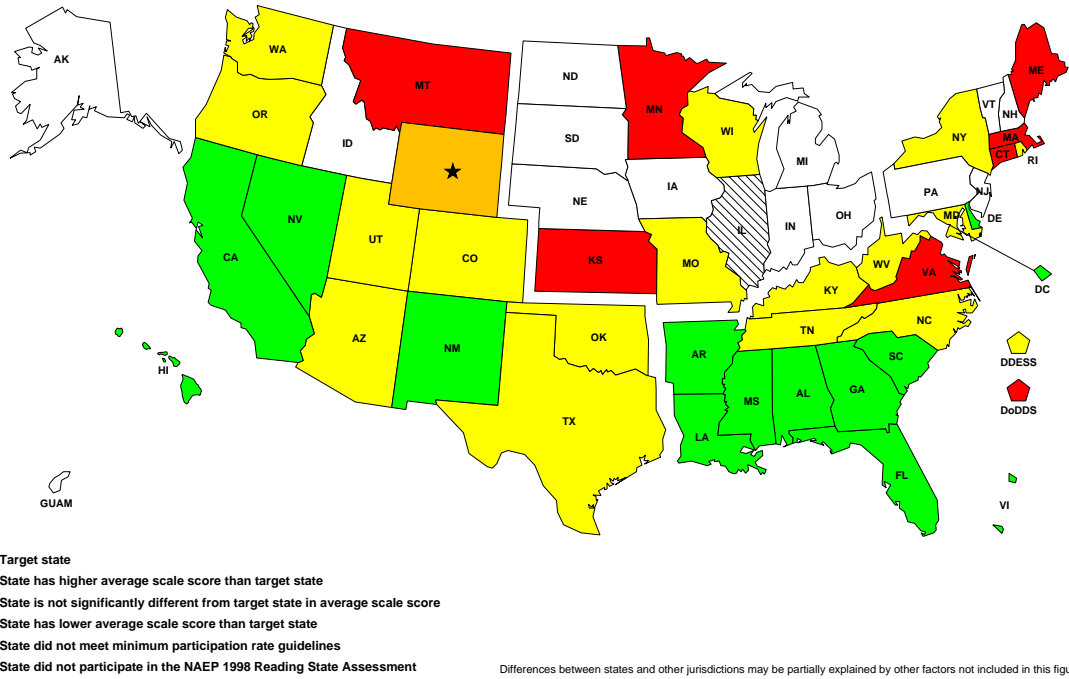 AK
WA
MT
ND
MN
ME
VT
NH
OR
ID
SD
WI
NY
MA
CT
RI
MI
NV
NE
IA
PA
NJ
CA
UT
CO
IL
IN
OH
MD
DE
KS
MO
WV
VA
KY
DC
AZ
NM
OK
AR
TN
NC
HI
TX
MS
AL
GA
SC
LA
FL
DDESS
DoDDS
GUAM
VI
Target state
State has higher average scale score than target state
State is not significantly different from target state in average scale score
State has lower average scale score than target state
State did not meet minimum participation rate guidelines
State did not participate in the NAEP 1998 Reading State Assessment
Differences between states and other jurisdictions may be partially explained by other factors not included in this figu